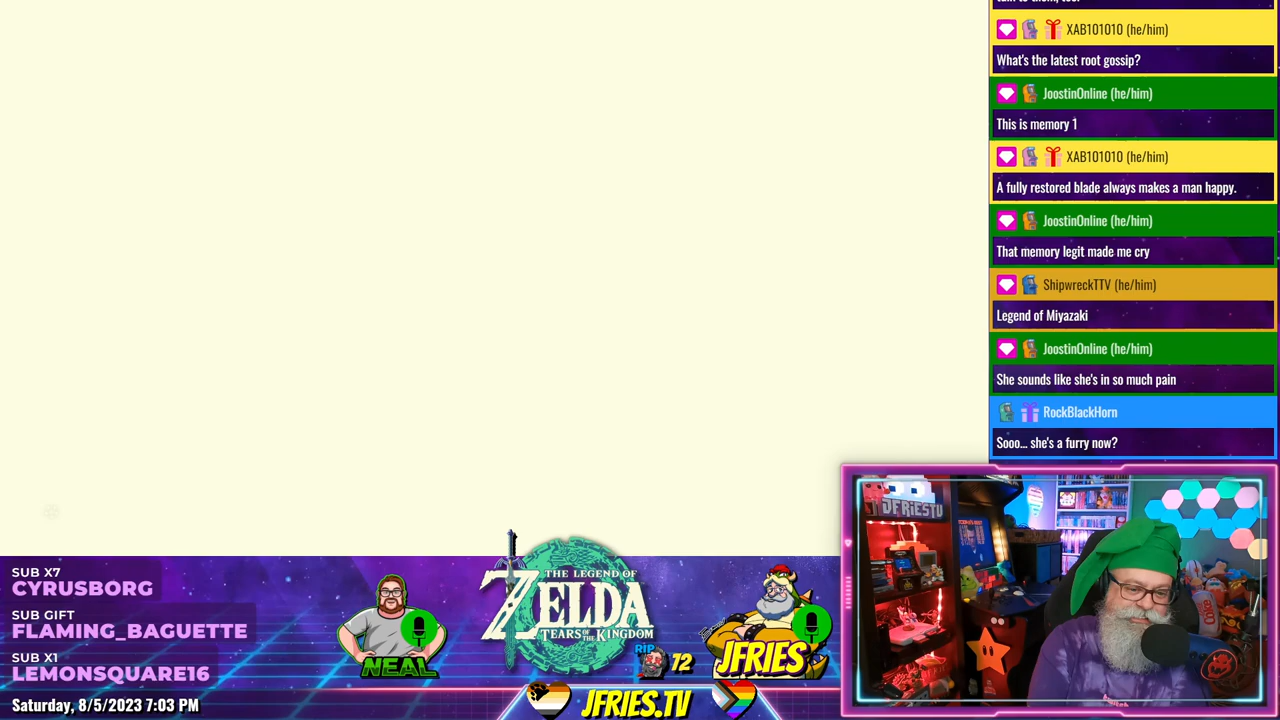 XAB101010 (he/him)
What's the latest root gossip?
JoostinOnline (he/him)
This is memory 1
XAB101010 (he/him)
A fully restored blade always makes a man happy.
JoostinOnline (he/him)
That memory legit made me cry
ShipwreckTTV (he/him)
Legend of Miyazaki
JoostinOnline (he/him)
She sounds like she's in so much pain
RockBlackHorn
Sooo... she's a furry now?
JFRIESTV
SUB X7
CYRUSBORG
SUB GIFT
FLAMING_BAGUETTE
SUB X1
LEMONSQUARE16
Saturday, 8/5/2023 7:03 PM
NEAL
THE LEGEND OF
ZELDA
TEARS OF THE KINGDOM
RIP
72
JFRIES
JFRIES.TV